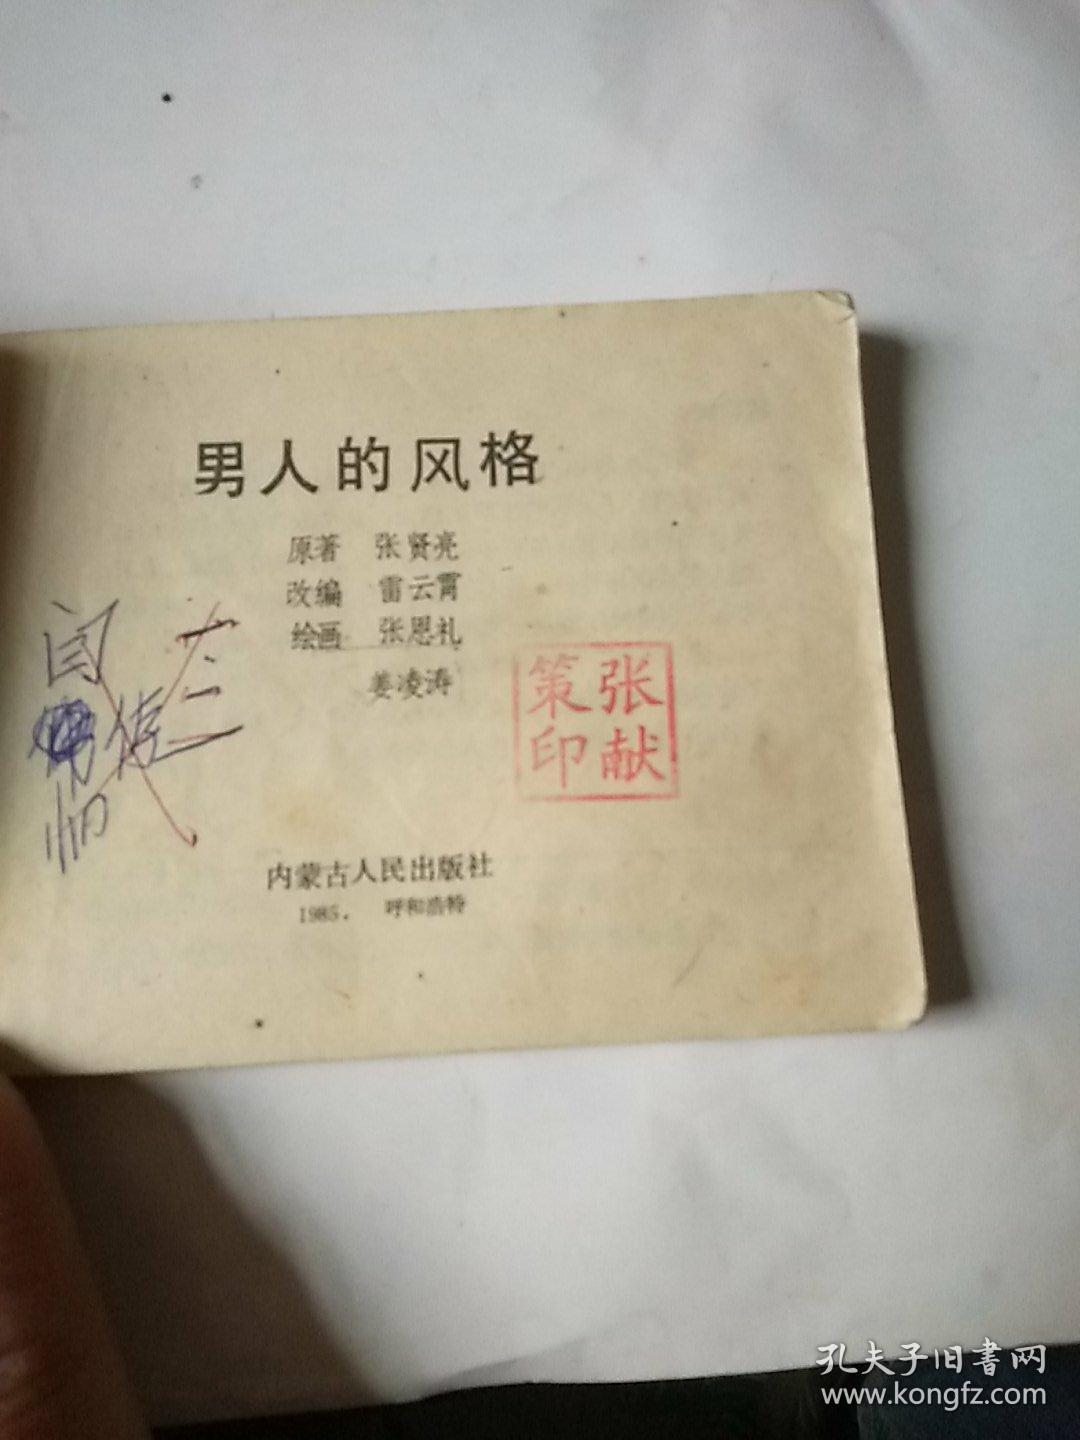 男人的风格
原著 张贤亮
改编 雷云霄
绘画 张恩礼
姜凌涛
张献
策印
内蒙古人民出版社
1985. 呼和浩特
孔夫子旧書网
www.kongfz.com